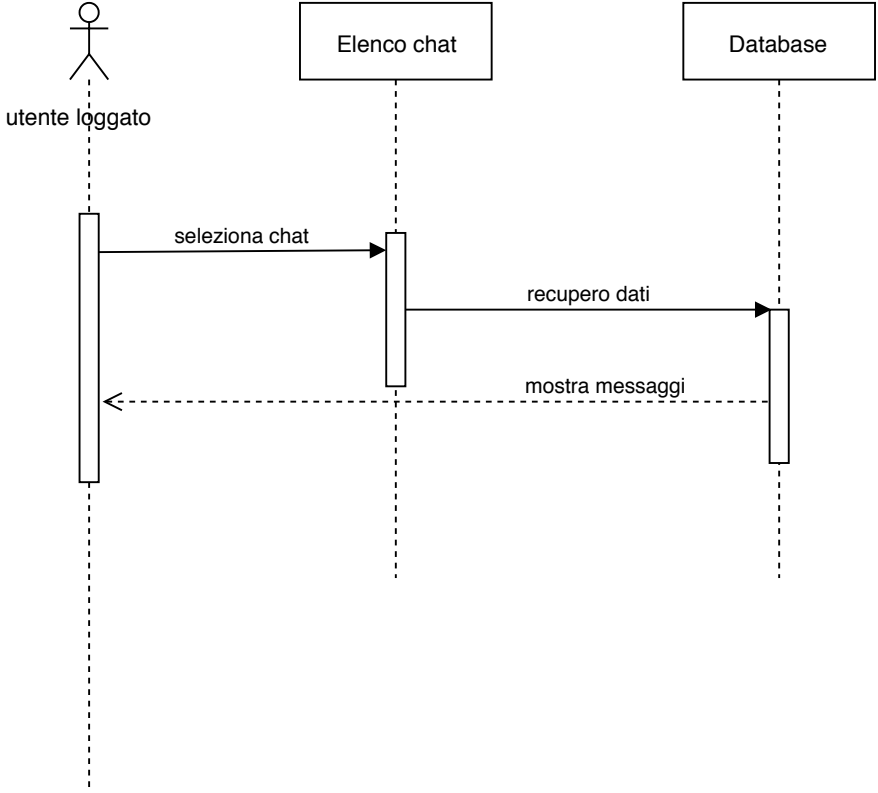 Elenco chat
Database
utente loggato
seleziona chat
recupero dati
mostra messaggi